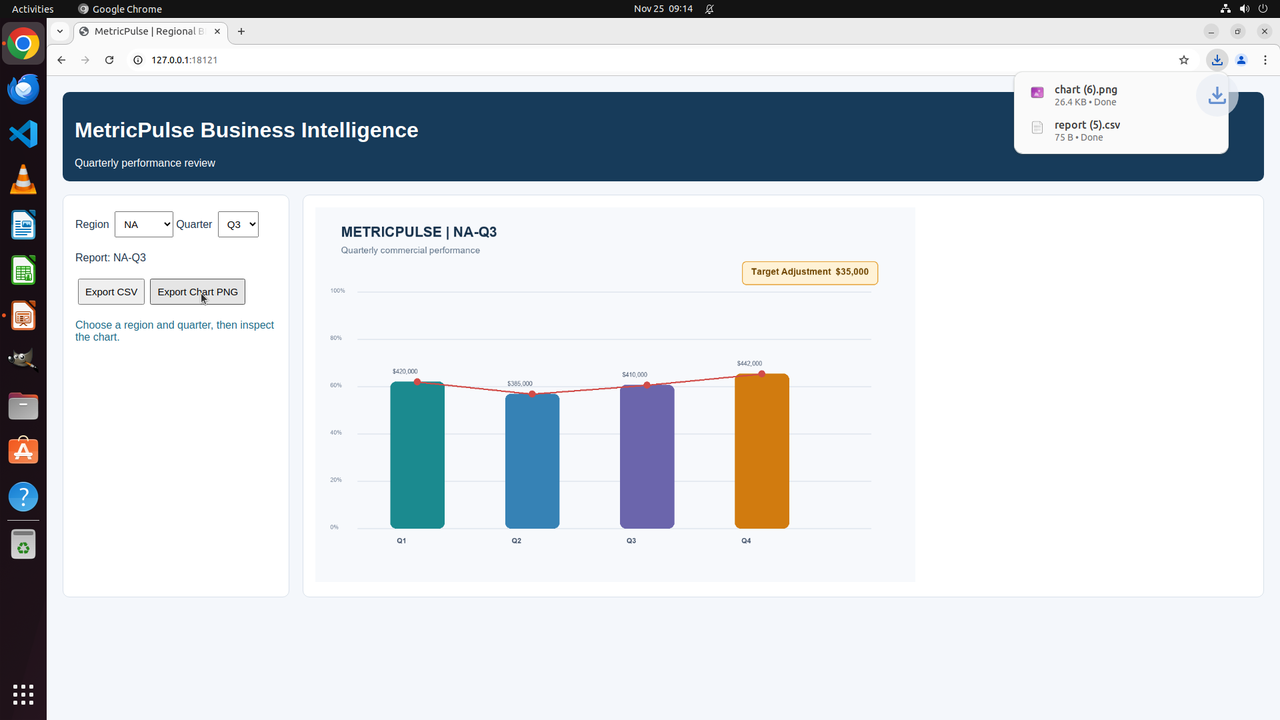 Activities
Google Chrome
Nov 25 09:14
MetricPulse | Regional B
127.0.0.1:18121
chart (6).png
26.4 KB • Done
report (5).csv
75 B • Done
MetricPulse Business Intelligence
Quarterly performance review
Region
NA
Quarter
Q3
Report: NA-Q3
Export CSV
Export Chart PNG
Choose a region and quarter, then inspect
the chart.
METRICPULSE | NA-Q3
Quarterly commercial performance
Target Adjustment $35,000
100%
80%
60%
40%
20%
0%
$420,000
$385,000
$410,000
$442,000
Q1
Q2
Q3
Q4